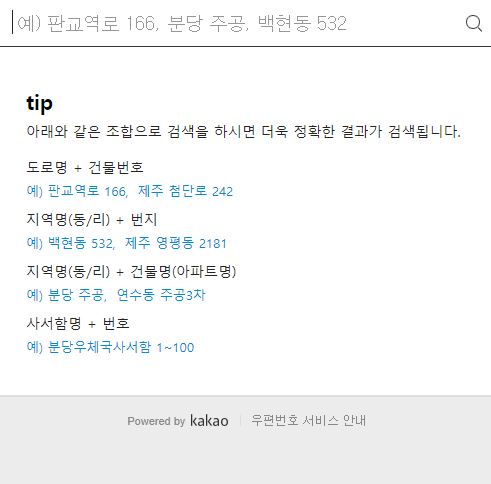 예) 판교역로 166, 분당 주공, 백현동 532
tip
아래와 같은 조합으로 검색을 하시면 더욱 정확한 결과가 검색됩니다.
도로명 + 건물번호
예) 판교역로 166, 제주 첨단로 242
지역명(동/리) + 번지
예) 백현동 532, 제주 영평동 2181
지역명(동/리) + 건물명(아파트명)
예) 분당 주공, 연수동 주공3차
사서함명 + 번호
예) 분당우체국사서함 1~100
Powered by kakao 우편번호 서비스 안내